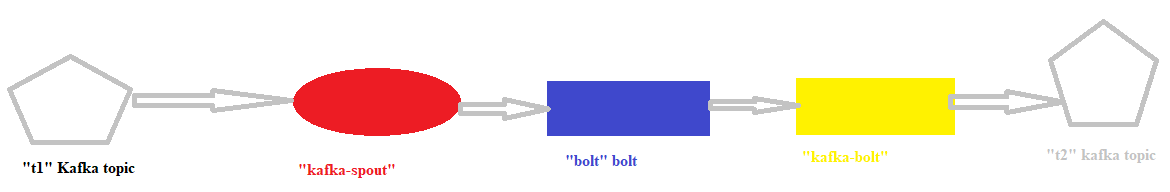 "t1" Kafka topic
"kafka-spout"
"bolt" bolt
"kafka-bolt"
"t2" kafka topic